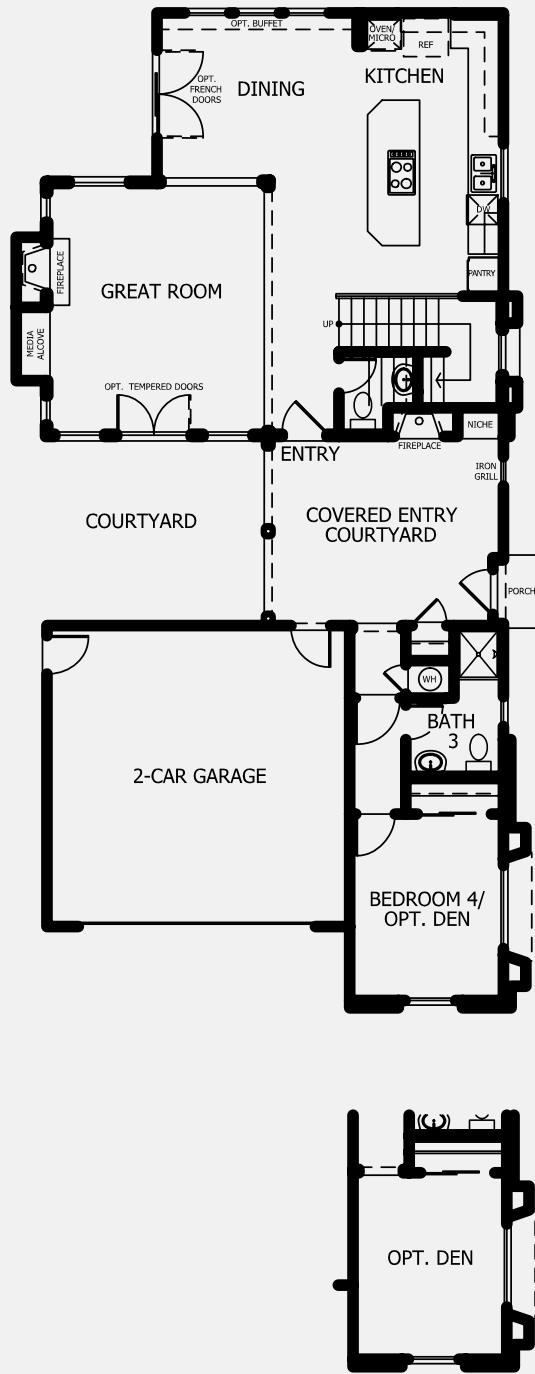 OPT. BUFFET
OVEN/
MICRO
REF
KITCHEN
DINING
OPT.
FRENCH
DOORS
DW
PANTRY
GREAT ROOM
FIREPLACE
MEDIA
ALCOVE
UP
OPT. TEMPERED DOORS
NICHE
FIREPLACE
ENTRY
IRON
GRILL
COURTYARD
COVERED ENTRY
COURTYARD
PORCH
WH
BATH
3
2-CAR GARAGE
BEDROOM 4/
OPT. DEN
OPT. DEN